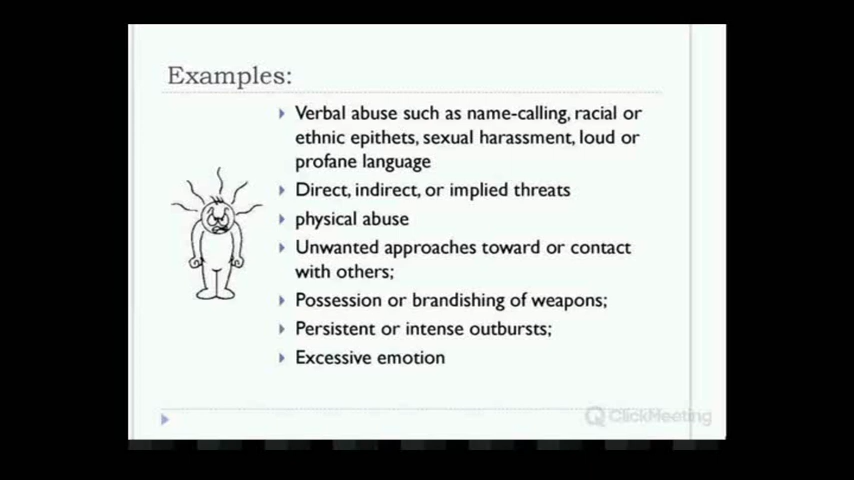 Examples:
Verbal abuse such as name-calling, racial or
ethnic epithets, sexual harassment, loud or
profane language
Direct, indirect, or implied threats
physical abuse
Unwanted approaches toward or contact
with others;
Possession or brandishing of weapons;
Persistent or intense outbursts;
Excessive emotion
ClickMeeting